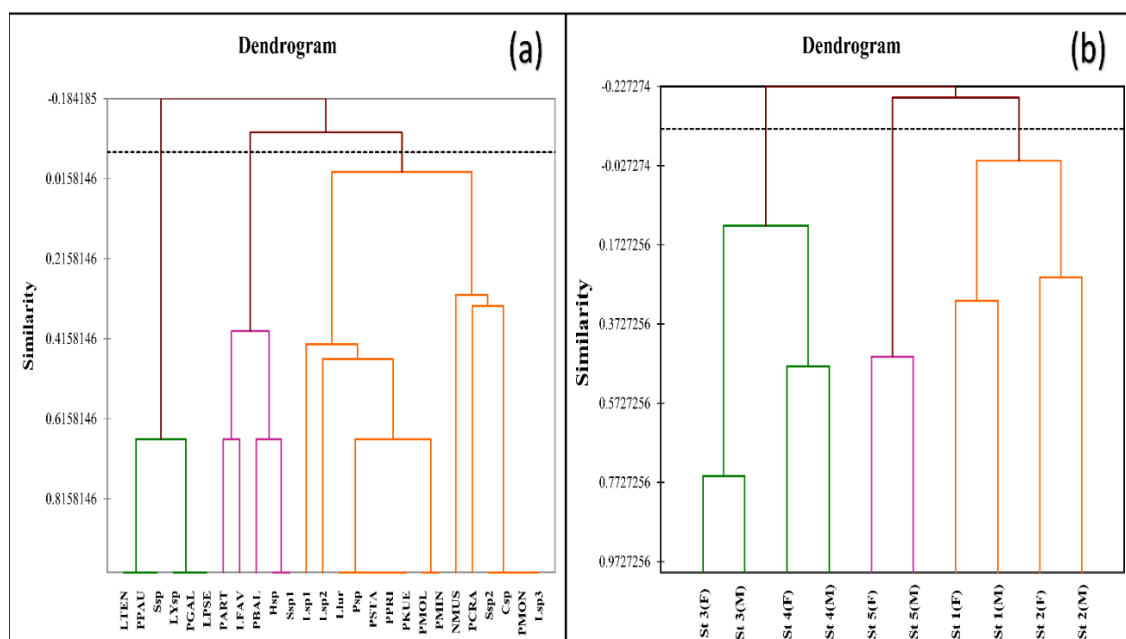 Dendrogram
(a)
Similarity
-0.184185
0.0158146
0.2158146
0.4158146
0.6158146
0.8158146
LTEN
PPAU
Ssp
LYsp
PGAL
LPSE
PART
LFAV
PBAL
Hsp
Ssp1
Lsp1
Lsp2
Llur
Psp
PSTA
PPRI
PKUE
PMOL
PMIN
NMUS
PCRA
Ssp2
Csp
PMON
Lsp3
Dendrogram
(b)
Similarity
-0.227274
-0.027274
0.1727256
0.3727256
0.5727256
0.7727256
0.9727256
St 3(F)
St 3(M)
St 4(F)
St 4(M)
St 5(F)
St 5(M)
St 1(F)
St 1(M)
St 2(F)
St 2(M)